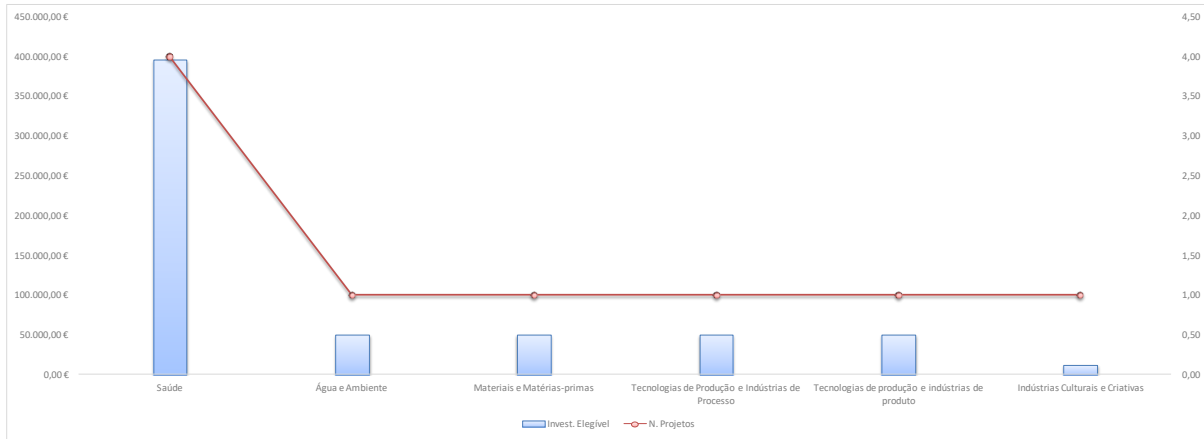 450.000,00 €
400.000,00 €
350.000,00 €
300.000,00 €
250.000,00 €
200.000,00 €
150.000,00 €
100.000,00 €
50.000,00 €
0,00 €
4,50
4,00
3,50
3,00
2,50
2,00
1,50
1,00
0,50
0,00
Saúde
Água e Ambiente
Materiais e Matérias-primas
Tecnologias de Produção e Indústrias de
Processo
Tecnologias de produção e indústrias de
produto
Indústrias Culturais e Criativas
Invest. Elegível
N. Projetos